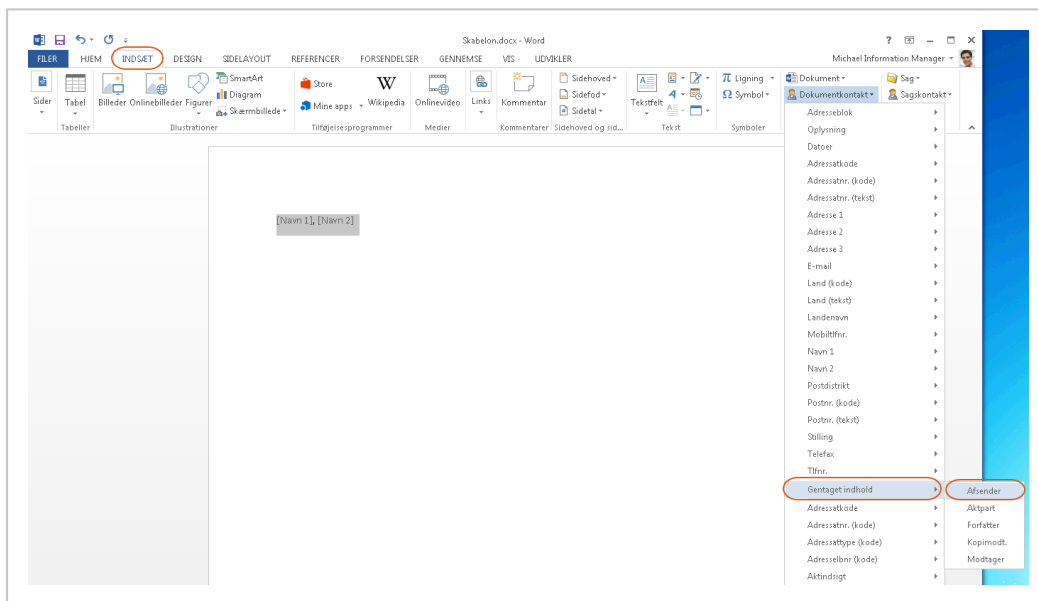 Skabelon.docx - Word
FILER HJEM INDSÆT DESIGN SIDELAYOUT REFERENCER FORSENDELSER GENNEMSE VIS UDVIKLER Michael Information Manager
Sider
Tabel
Billeder Onlinebilleder Figurer
SmartArt
Diagram
Skærmbillede
Store
Mine apps
W
Wikipedia
Onlinevideo
Links
Kommentar
Sidehoved
Sidefod
Sidetal
Tekstfelt
π Ligning
Ω Symbol
Dokument
Dokumentkontakt
Sag
Sagskontakt
Tabeller Illustrationer Tilføjelsesprogrammer Medier Kommentarer Sidehoved og sid... Tekst Symboler
[Navn 1], [Navn 2]
Adresseblok
Oplysning
Datoer
Adressatkode
Adressatnr. (kode)
Adressatnr. (tekst)
Adresse 1
Adresse 2
Adresse 3
E-mail
Land (kode)
Land (tekst)
Landenavn
Mobiltlfnr.
Navn 1
Navn 2
Postdistrikt
Postnr. (kode)
Postnr. (tekst)
Stilling
Telefax
Tlfnr.
Gentaget indhold
Adressatkode
Adressatnr. (kode)
Adressattype (kode)
Adresselbnr (kode)
Aktindsigt
Afsender
Aktpart
Forfatter
Kopimodt.
Modtager